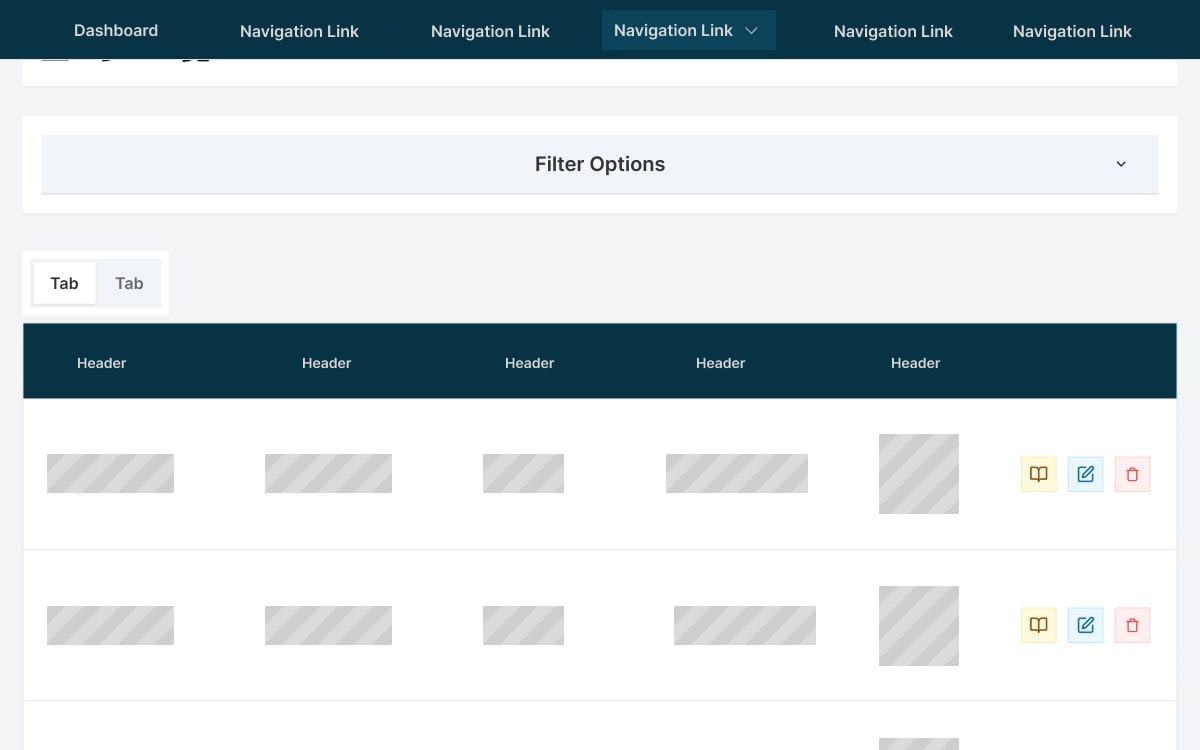 Dashboard
Navigation Link
Navigation Link
Navigation Link
Navigation Link
Navigation Link
Filter Options
Tab
Tab
Header
Header
Header
Header
Header